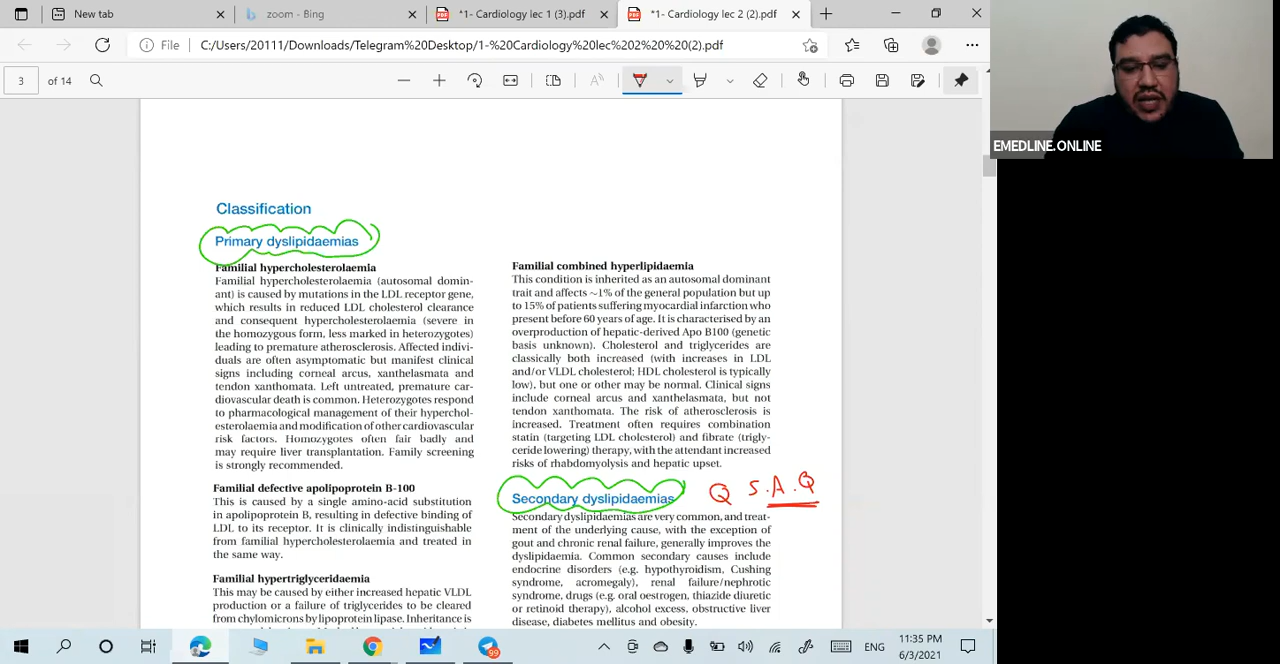 New tab
zoom - Bing
*1- Cardiology lec 1 (3).pdf
*1- Cardiology lec 2 (2).pdf
File
C:/Users/20111/Downloads/Telegram%20Desktop/1-%20Cardiology%20lec%202%20%20(2).pdf
3 of 14
EMEDLINE.ONLINE
Classification
Primary dyslipidaemias
Familial hypercholesterolaemia
Familial hypercholesterolaemia (autosomal domin-
ant) is caused by mutations in the LDL receptor gene,
which results in reduced LDL cholesterol clearance
and consequent hypercholesterolaemia (severe in
the homozygous form, less marked in heterozygotes)
leading to premature atherosclerosis. Affected indivi-
duals are often asymptomatic but manifest clinical
signs including corneal arcus, xanthelasmata and
tendon xanthomata. Left untreated, premature car-
diovascular death is common. Heterozygotes respond
to pharmacological management of their hyperchol-
esterolaemia and modification of other cardiovascular
risk factors. Homozygotes often fair badly and
may require liver transplantation. Family screening
is strongly recommended.
Familial defective apolipoprotein B-100
This is caused by a single amino-acid substitution
in apolipoprotein B, resulting in defective binding of
LDL to its receptor. It is clinically indistinguishable
from familial hypercholesterolaemia and treated in
the same way.
Familial hypertriglyceridaemia
This may be caused by either increased hepatic VLDL
production or a failure of triglycerides to be cleared
from chylomicrons by lipoprotein lipase. Inheritance is
Familial combined hyperlipidaemia
This condition is inherited as an autosomal dominant
trait and affects ~1% of the general population but up
to 15% of patients suffering myocardial infarction who
present before 60 years of age. It is characterised by an
overproduction of hepatic-derived Apo B100 (genetic
basis unknown). Cholesterol and triglycerides are
classically both increased (with increases in LDL
and/or VLDL cholesterol; HDL cholesterol is typically
low), but one or other may be normal. Clinical signs
include corneal arcus and xanthelasmata, but not
tendon xanthomata. The risk of atherosclerosis is
increased. Treatment often requires combination
statin (targeting LDL cholesterol) and fibrate (trigly-
ceride lowering) therapy, with the attendant increased
risks of rhabdomyolysis and hepatic upset.
Secondary dyslipidaemias
Q S.A.Q
Secondary dyslipidaemias are very common, and treat-
ment of the underlying cause, with the exception of
gout and chronic renal failure, generally improves the
dyslipidaemia. Common secondary causes include
endocrine disorders (e.g. hypothyroidism, Cushing
syndrome, acromegaly), renal failure/nephrotic
syndrome, drugs (e.g. oral oestrogen, thiazide diuretic
or retinoid therapy), alcohol excess, obstructive liver
disease, diabetes mellitus and obesity.
99
ENG
11:35 PM
6/3/2021